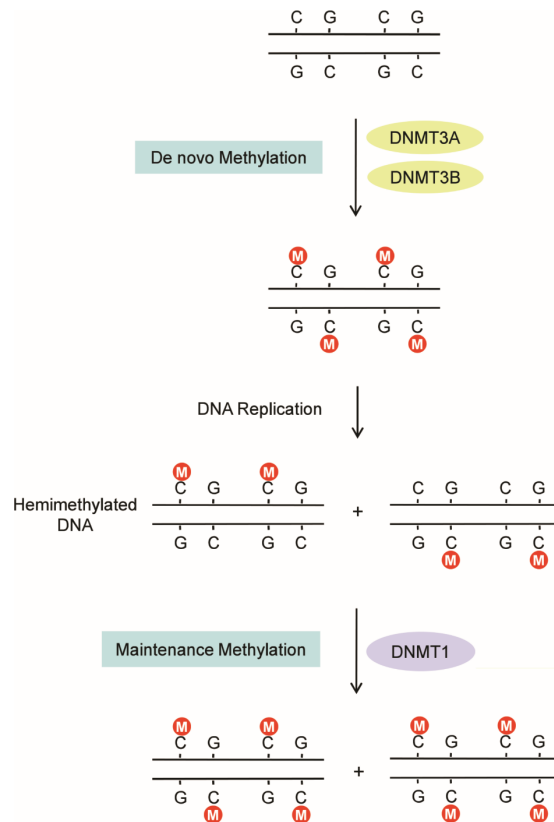 C G C G
G C G C
De novo Methylation
DNMT3A
DNMT3B
M M
C G C G
G C G C
M M
DNA Replication
M M
C G C G C G C G
Hemimethylated
DNA
+
G C G C G C G C
M M
Maintenance Methylation
DNMT1
M M M M
C G C G C G C G
+
G C G C G C G C
M M M M